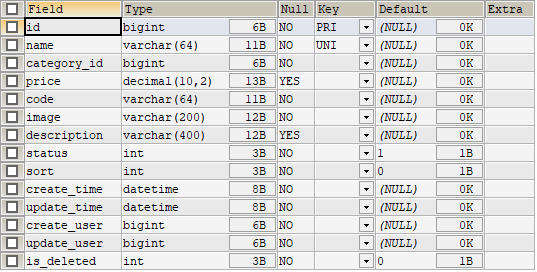 Field Type Null Key Default Extra
id bigint 6B NO PRI (NULL) 0K
name varchar(64) 11B NO UNI (NULL) 0K
category_id bigint 6B NO (NULL) 0K
price decimal(10,2) 13B YES (NULL) 0K
code varchar(64) 11B NO (NULL) 0K
image varchar(200) 12B NO (NULL) 0K
description varchar(400) 12B YES (NULL) 0K
status int 3B NO 1 1B
sort int 3B NO 0 1B
create_time datetime 8B NO (NULL) 0K
update_time datetime 8B NO (NULL) 0K
create_user bigint 6B NO (NULL) 0K
update_user bigint 6B NO (NULL) 0K
is_deleted int 3B NO 0 1B